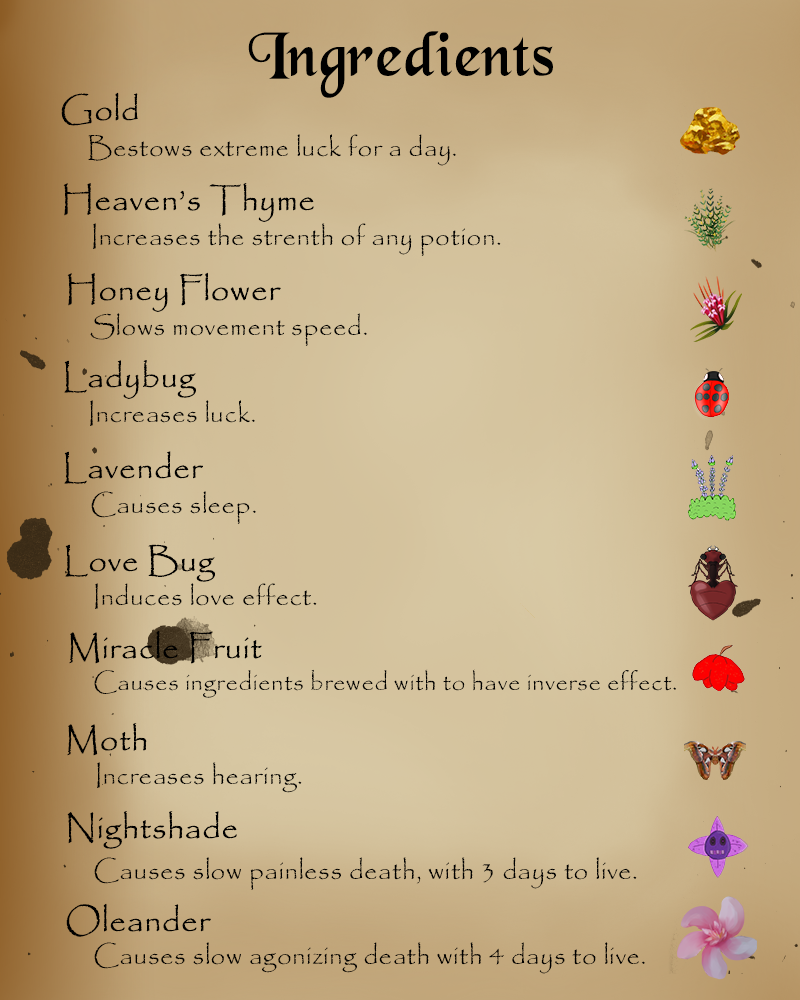 Ingredients
Gold
Bestows extreme luck for a day.
Heaven's Thyme
Increases the strenth of any potion.
Honey Flower
Slows movement speed.
Ladybug
Increases luck.
Lavender
Causes sleep.
Love Bug
Induces love effect.
Miracle Fruit
Causes ingredients brewed with to have inverse effect.
Moth
Increases hearing.
Nightshade
Causes slow painless death, with 3 days to live.
Oleander
Causes slow agonizing death with 4 days to live.